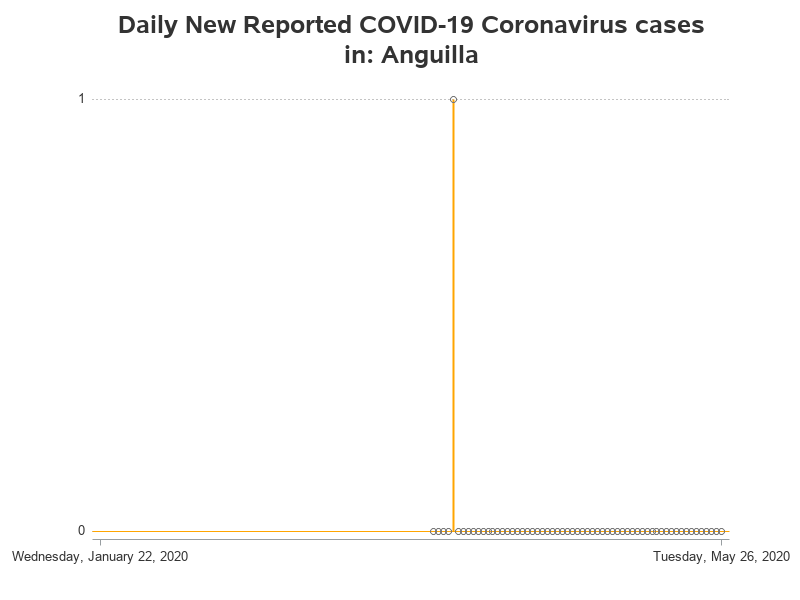 Daily New Reported COVID-19 Coronavirus cases
in: Anguilla
1
0
Wednesday, January 22, 2020
Tuesday, May 26, 2020